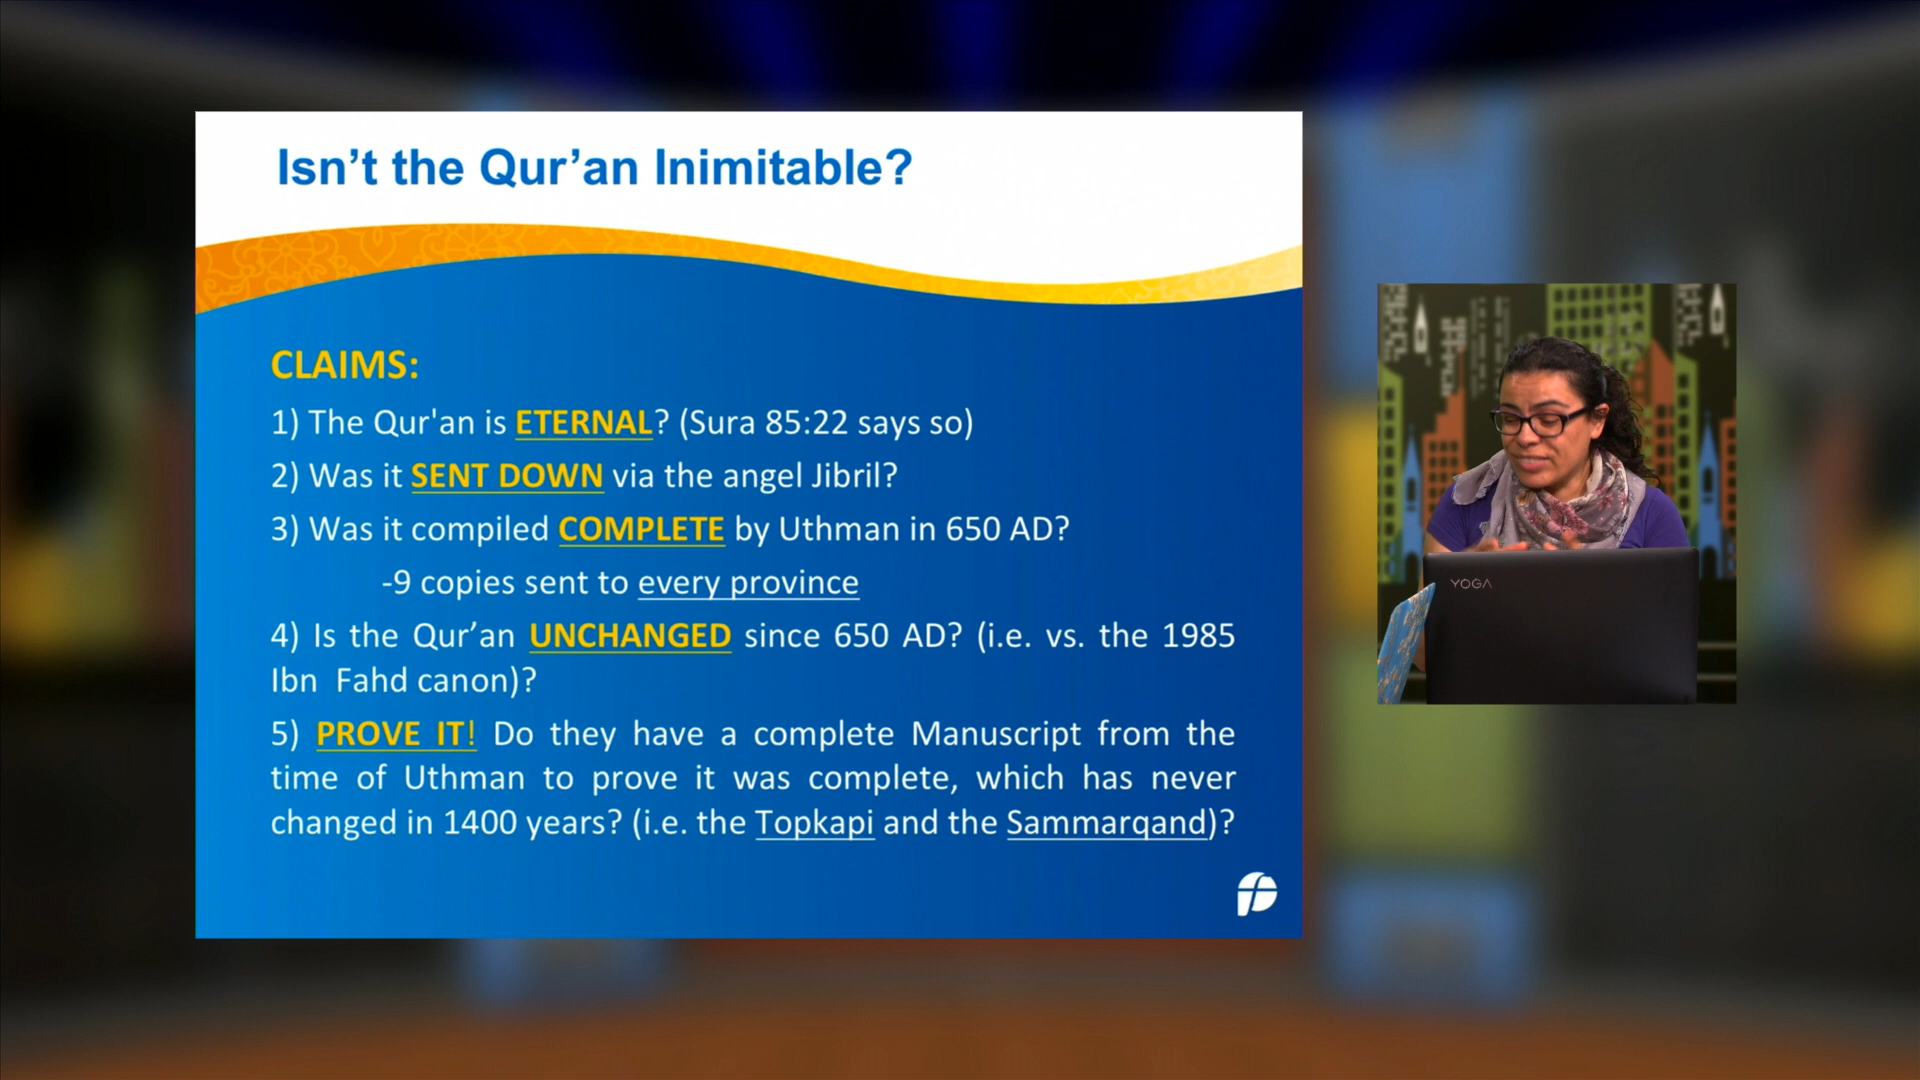 Isn’t the Qur’an Inimitable?
CLAIMS:
1) The Qur'an is ETERNAL? (Sura 85:22 says so)
2) Was it SENT DOWN via the angel Jibril?
3) Was it compiled COMPLETE by Uthman in 650 AD?
-9 copies sent to every province
4) Is the Qur’an UNCHANGED since 650 AD? (i.e. vs. the 1985
Ibn Fahd canon)?
5) PROVE IT! Do they have a complete Manuscript from the
time of Uthman to prove it was complete, which has never
changed in 1400 years? (i.e. the Topkapi and the Sammarqand)?
YOGA